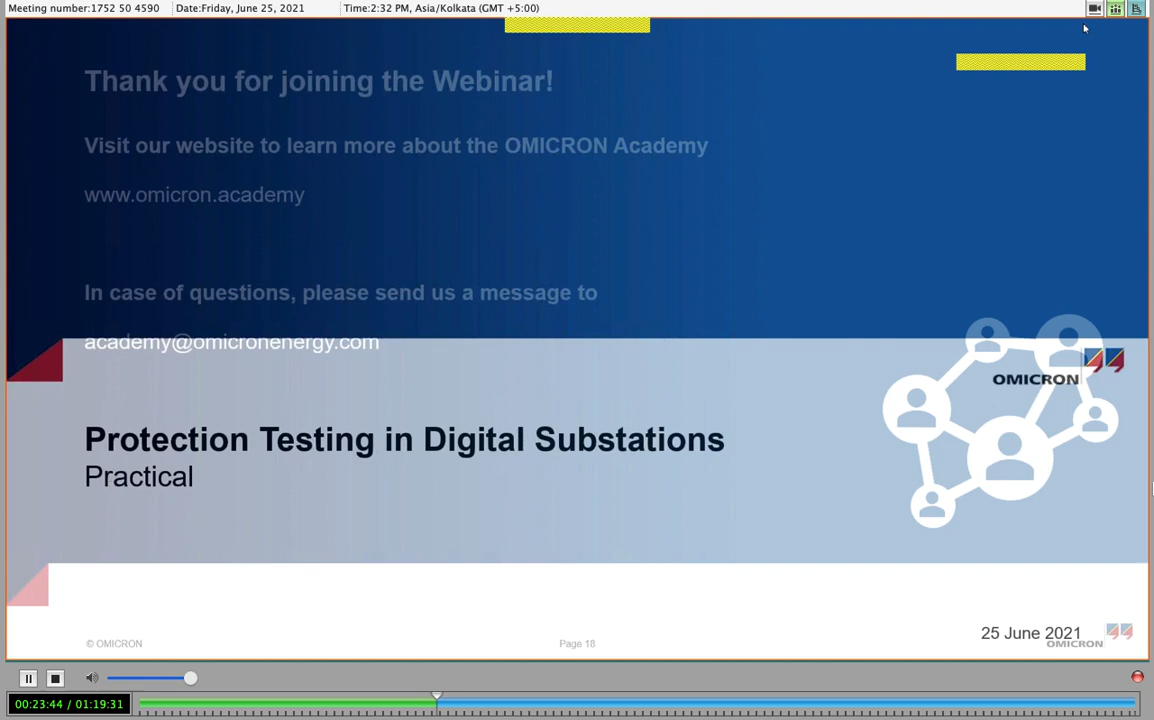 Meeting number:1752 50 4590 Date:Friday, June 25, 2021 Time:2:32 PM, Asia/Kolkata (GMT +5:00)
Thank you for joining the Webinar!
Visit our website to learn more about the OMICRON Academy
www.omicron.academy
In case of questions, please send us a message to
academy@omicronenergy.com
OMICRON
Protection Testing in Digital Substations
Practical
25 June 2021
© OMICRON Page 18 OMICRON
00:23:44 / 01:19:31